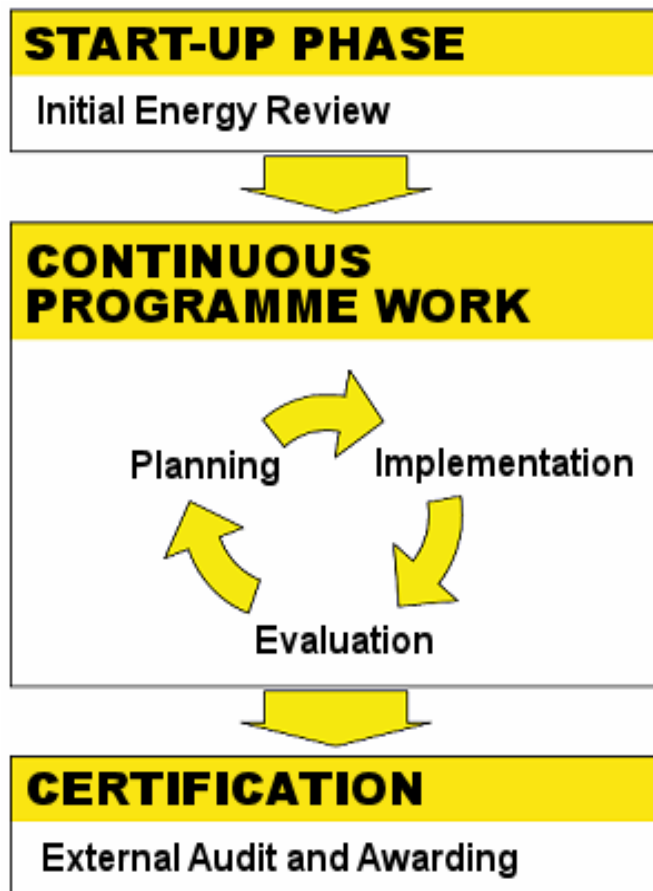 START-UP PHASE
Initial Energy Review
CONTINUOUS
PROGRAMME WORK
Planning
Implementation
Evaluation
CERTIFICATION
External Audit and Awarding